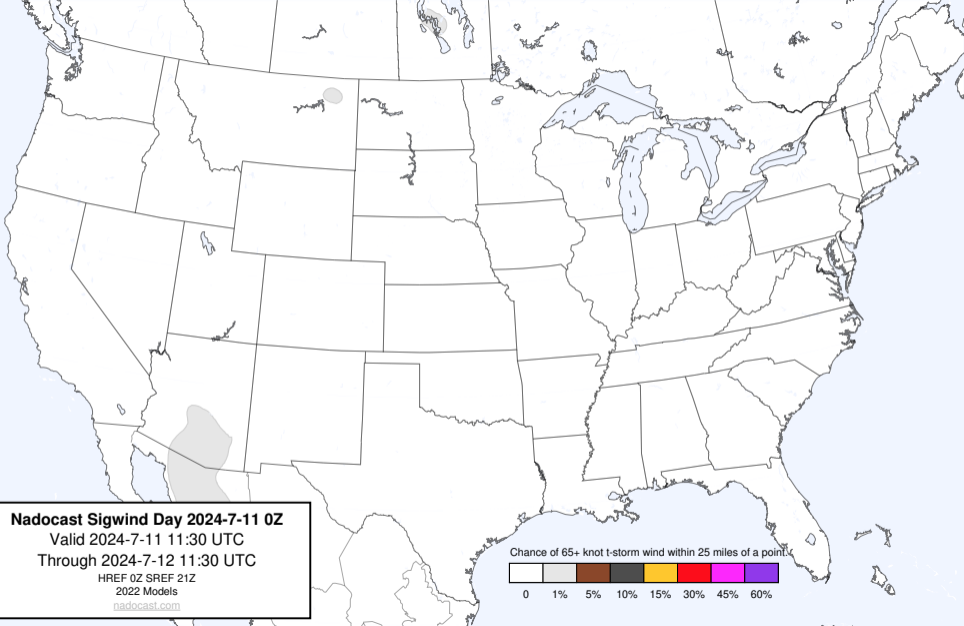 Nadocast Sigwind Day 2024-7-11 0Z
Valid 2024-7-11 11:30 UTC
Through 2024-7-12 11:30 UTC
HREF 0Z SREF 21Z
2022 Models
nadocast.com
Chance of 65+ knot t-storm wind within 25 miles of a point.
0 1% 5% 10% 15% 30% 45% 60%